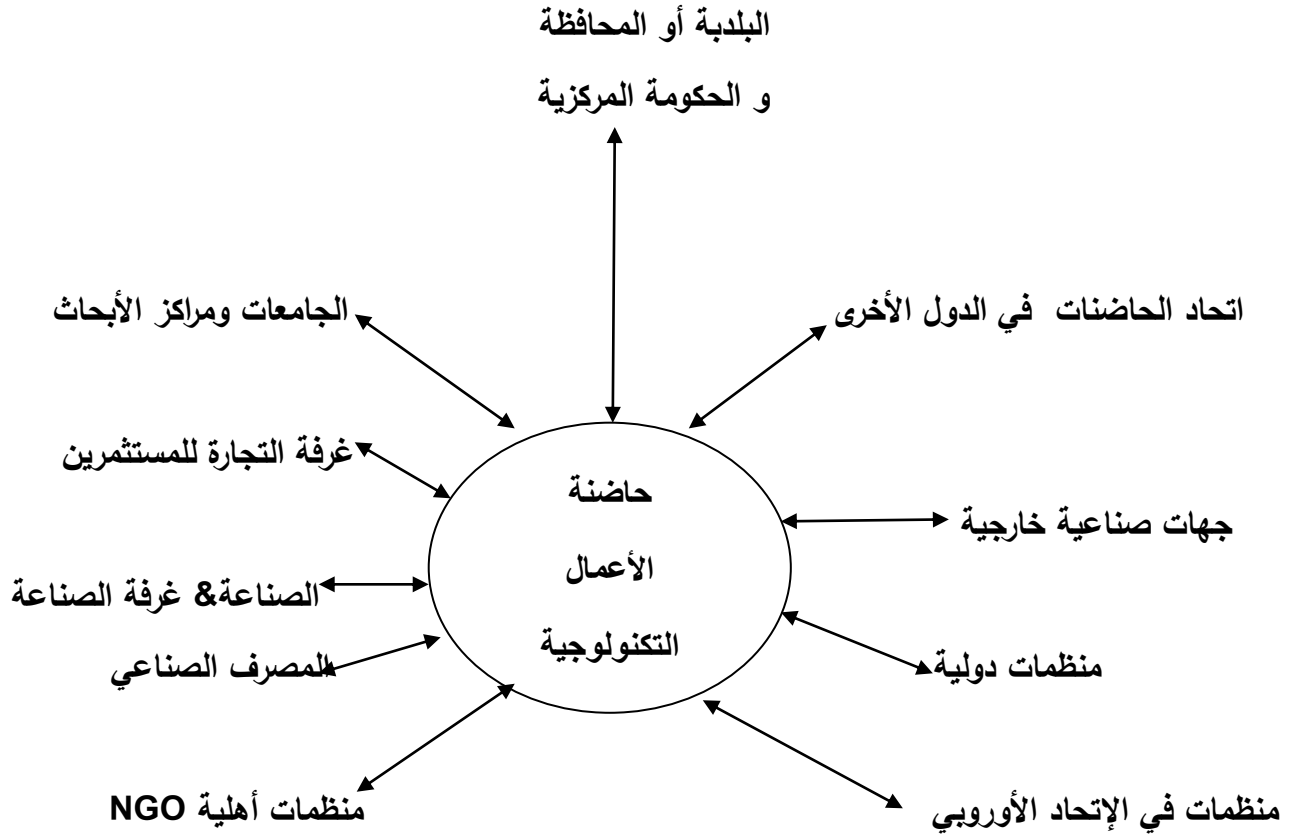 البلدبة أو المحافظة
و الحكومة المركزية
اتحاد الحاضنات في الدول الأخرى
الجامعات ومراكز الأبحاث
غرفة التجارة للمستثمرين
حاضنة
الأعمال
التكنولوجية
جهات صناعية خارجية
الصناعة& غرفة الصناعة
منظمات دولية
المصرف الصناعي
منظمات في الإتحاد الأوروبي
منظمات أهلية NGO